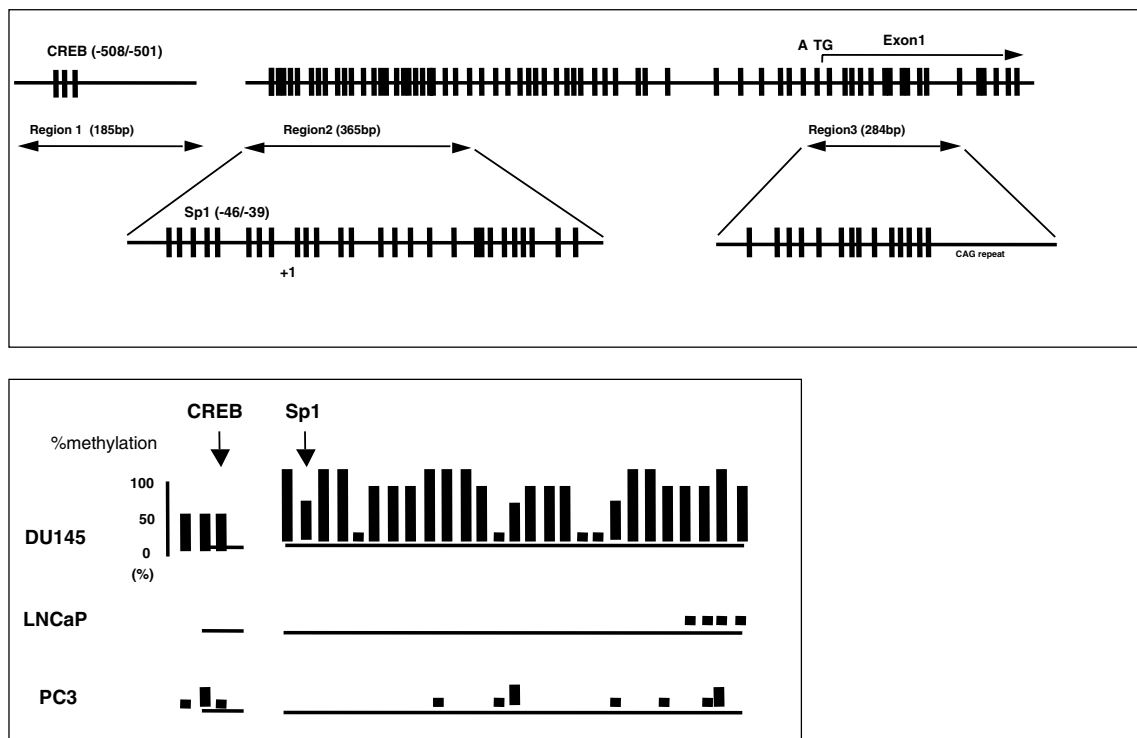 CREB (-508/-501)
A TG
Exon1
Region 1 (185bp)
Region2 (365bp)
Region3 (284bp)
Sp1 (-46/-39)
+1
CAG repeat
CREB
Sp1
%methylation
100
50
DU145
0
(%)
LNCaP
PC3